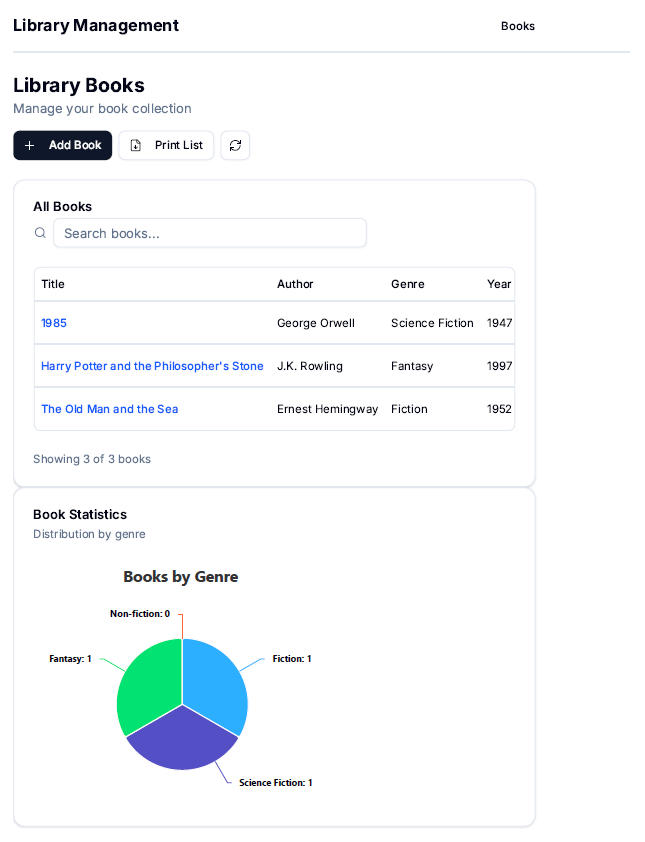 Library Management Books
Library Books
Manage your book collection
Add Book Print List
All Books
Search books...
Title Author Genre Year
1985 George Orwell Science Fiction 1947
Harry Potter and the Philosopher's Stone J.K. Rowling Fantasy 1997
The Old Man and the Sea Ernest Hemingway Fiction 1952
Showing 3 of 3 books
Book Statistics
Distribution by genre
Books by Genre
Non-fiction: 0
Fantasy: 1 Fiction: 1
Science Fiction: 1